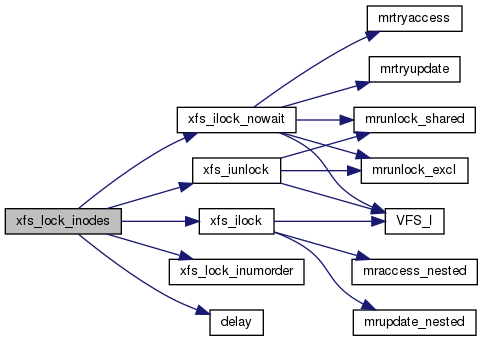 mrtryaccess
mrtryupdate
xfs_ilock_nowait
mrunlock_shared
xfs_iunlock
mrunlock_excl
xfs_lock_inodes
xfs_ilock
VFS_I
xfs_lock_inumorder
mraccess_nested
delay
mrupdate_nested